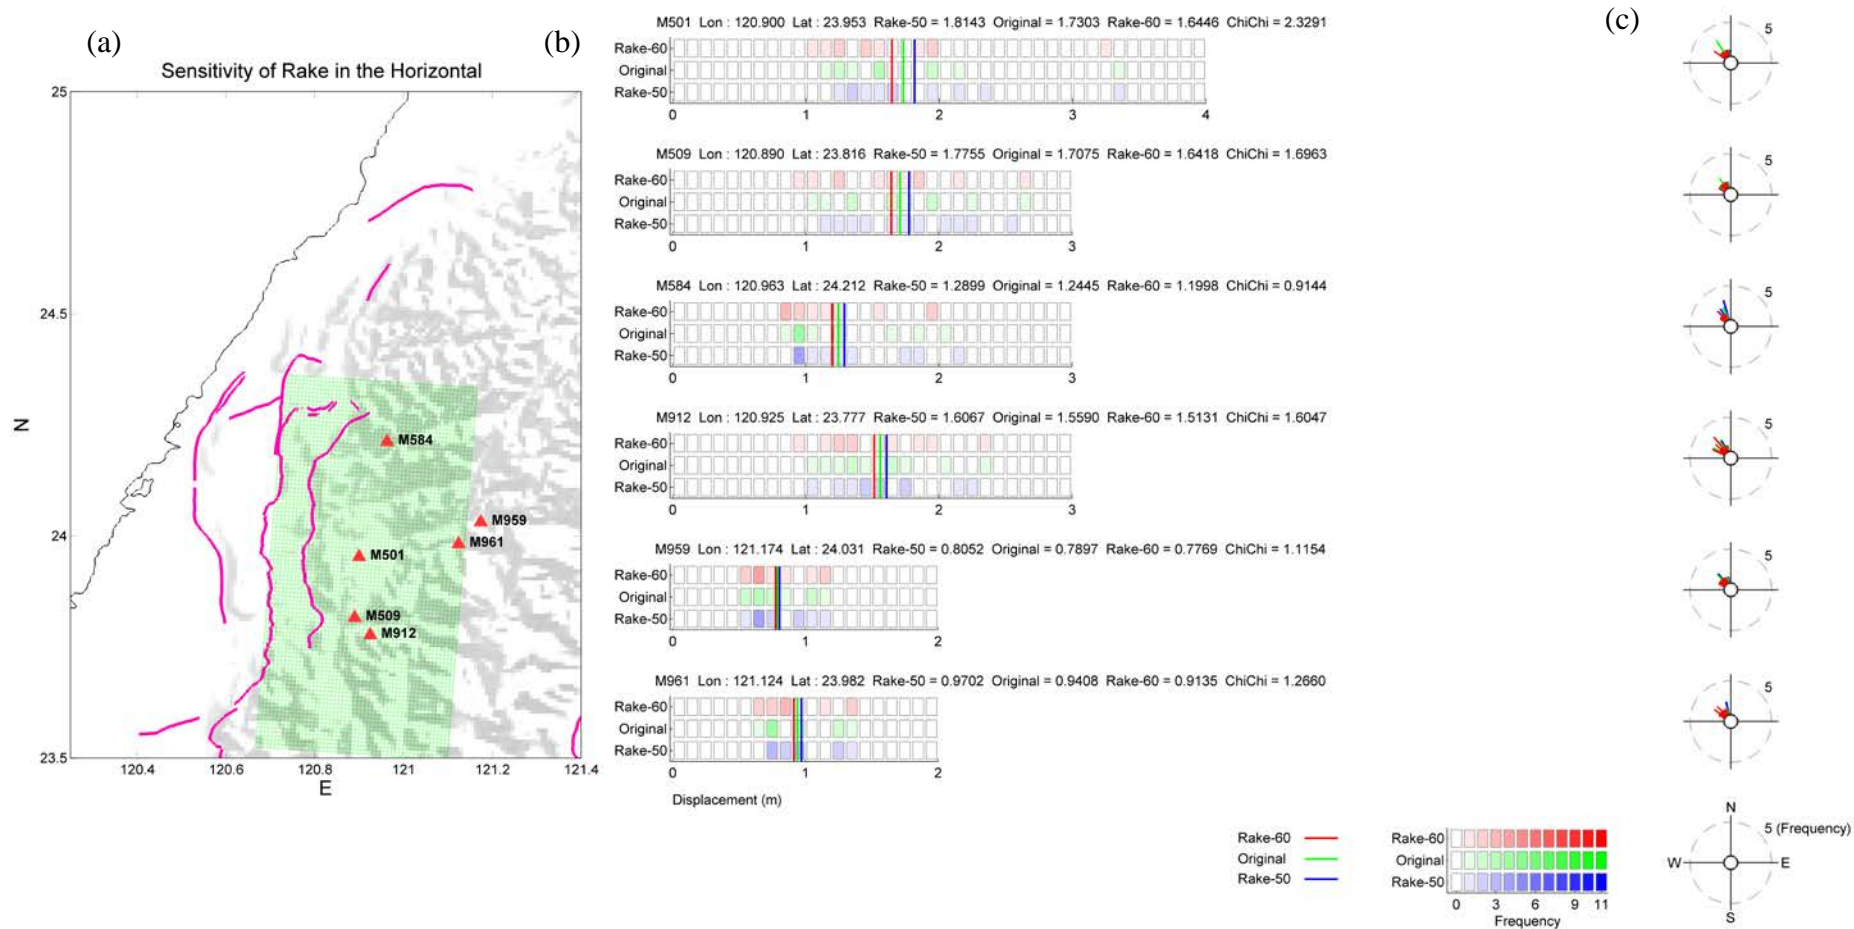 (a)
Sensitivity of Rake in the Horizontal
25
24.5
N
24
23.5
120.4 120.6 120.8 121 121.2 121.4
E
M584
M959
M961
M501
M509
M912
(b)
M501 Lon : 120.900 Lat : 23.953 Rake-50 = 1.8143 Original = 1.7303 Rake-60 = 1.6446 ChiChi = 2.3291
Rake-60
Original
Rake-50
0 1 2 3 4
M509 Lon : 120.890 Lat : 23.816 Rake-50 = 1.7755 Original = 1.7075 Rake-60 = 1.6418 ChiChi = 1.6963
Rake-60
Original
Rake-50
0 1 2 3
M584 Lon : 120.963 Lat : 24.212 Rake-50 = 1.2899 Original = 1.2445 Rake-60 = 1.1998 ChiChi = 0.9144
Rake-60
Original
Rake-50
0 1 2 3
M912 Lon : 120.925 Lat : 23.777 Rake-50 = 1.6067 Original = 1.5590 Rake-60 = 1.5131 ChiChi = 1.6047
Rake-60
Original
Rake-50
0 1 2 3
M959 Lon : 121.174 Lat : 24.031 Rake-50 = 0.8052 Original = 0.7897 Rake-60 = 0.7769 ChiChi = 1.1154
Rake-60
Original
Rake-50
0 1 2
M961 Lon : 121.124 Lat : 23.982 Rake-50 = 0.9702 Original = 0.9408 Rake-60 = 0.9135 ChiChi = 1.2660
Rake-60
Original
Rake-50
0 1 2
Displacement (m)
Rake-60
Original
Rake-50
Rake-60
Original
Rake-50
0 3 6 9 11
Frequency
(c)
5
5
5
5
5
5
N
5 (Frequency)
W E
S